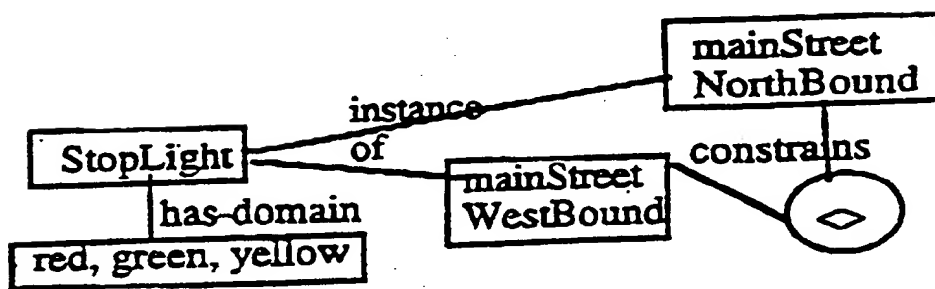 mainStreet
NorthBound
instance
of
StopLight
constrains
mainStreet
WestBound
has-domain
<>
red, green, yellow